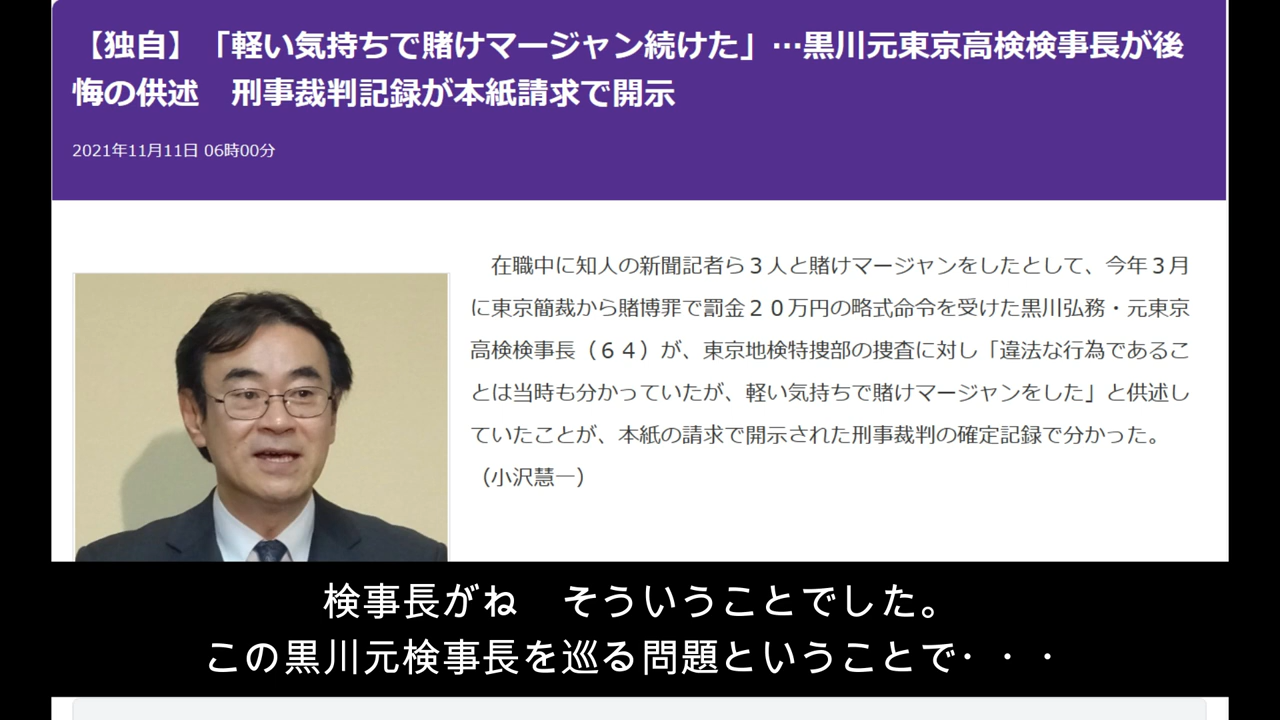 【独自】「軽い気持ちで賭けマージャン続けた」…黒川元東京高検検事長が後
悔の供述　刑事裁判記録が本紙請求で開示
2021年11月11日 06時00分
在職中に知人の新聞記者ら３人と賭けマージャンをしたとして、今年３月
に東京簡裁から賭博罪で罰金２０万円の略式命令を受けた黒川弘務・元東京
高検検事長（６４）が、東京地検特捜部の捜査に対し「違法な行為であるこ
とは当時も分かっていたが、軽い気持ちで賭けマージャンをした」と供述し
ていたことが、本紙の請求で開示された刑事裁判の確定記録で分かった。
（小沢慧一）
検事長がね　そういうことでした。
この黒川元検事長を巡る問題ということで・・・